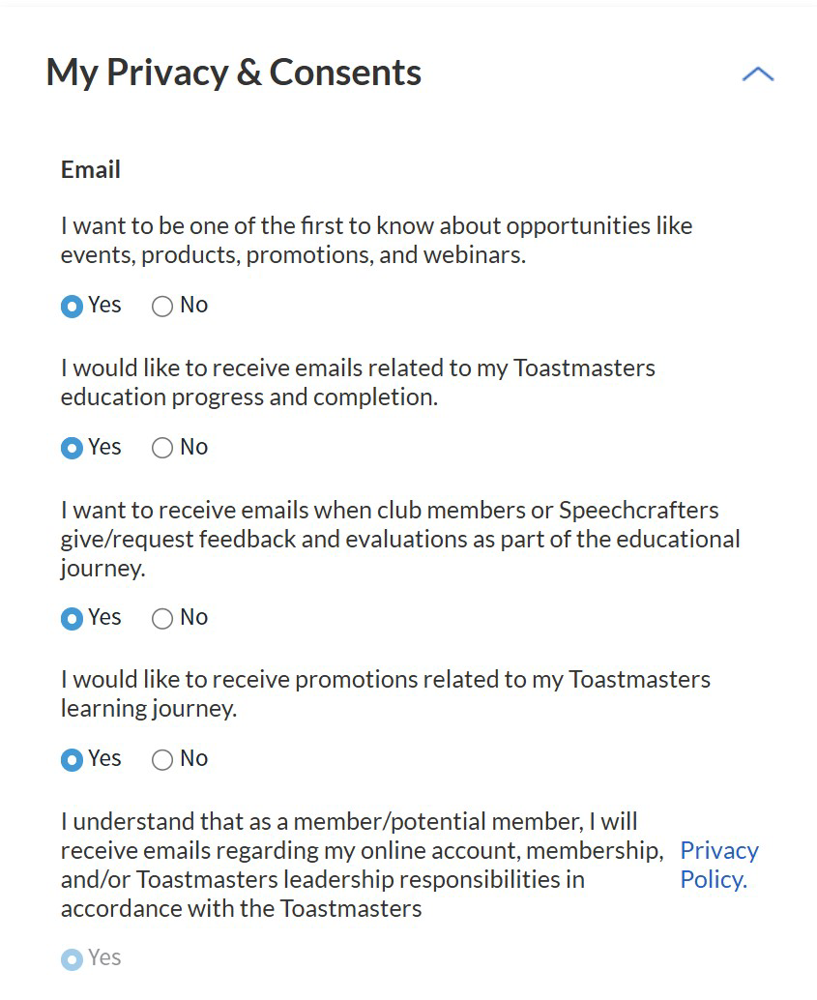 My Privacy & Consents
Email
I want to be one of the first to know about opportunities like
events, products, promotions, and webinars.
Yes No
I would like to receive emails related to my Toastmasters
education progress and completion.
Yes No
I want to receive emails when club members or Speechcrafters
give/request feedback and evaluations as part of the educational
journey.
Yes No
I would like to receive promotions related to my Toastmasters
learning journey.
Yes No
I understand that as a member/potential member, I will
receive emails regarding my online account, membership,
and/or Toastmasters leadership responsibilities in
accordance with the Toastmasters
Privacy
Policy.
Yes